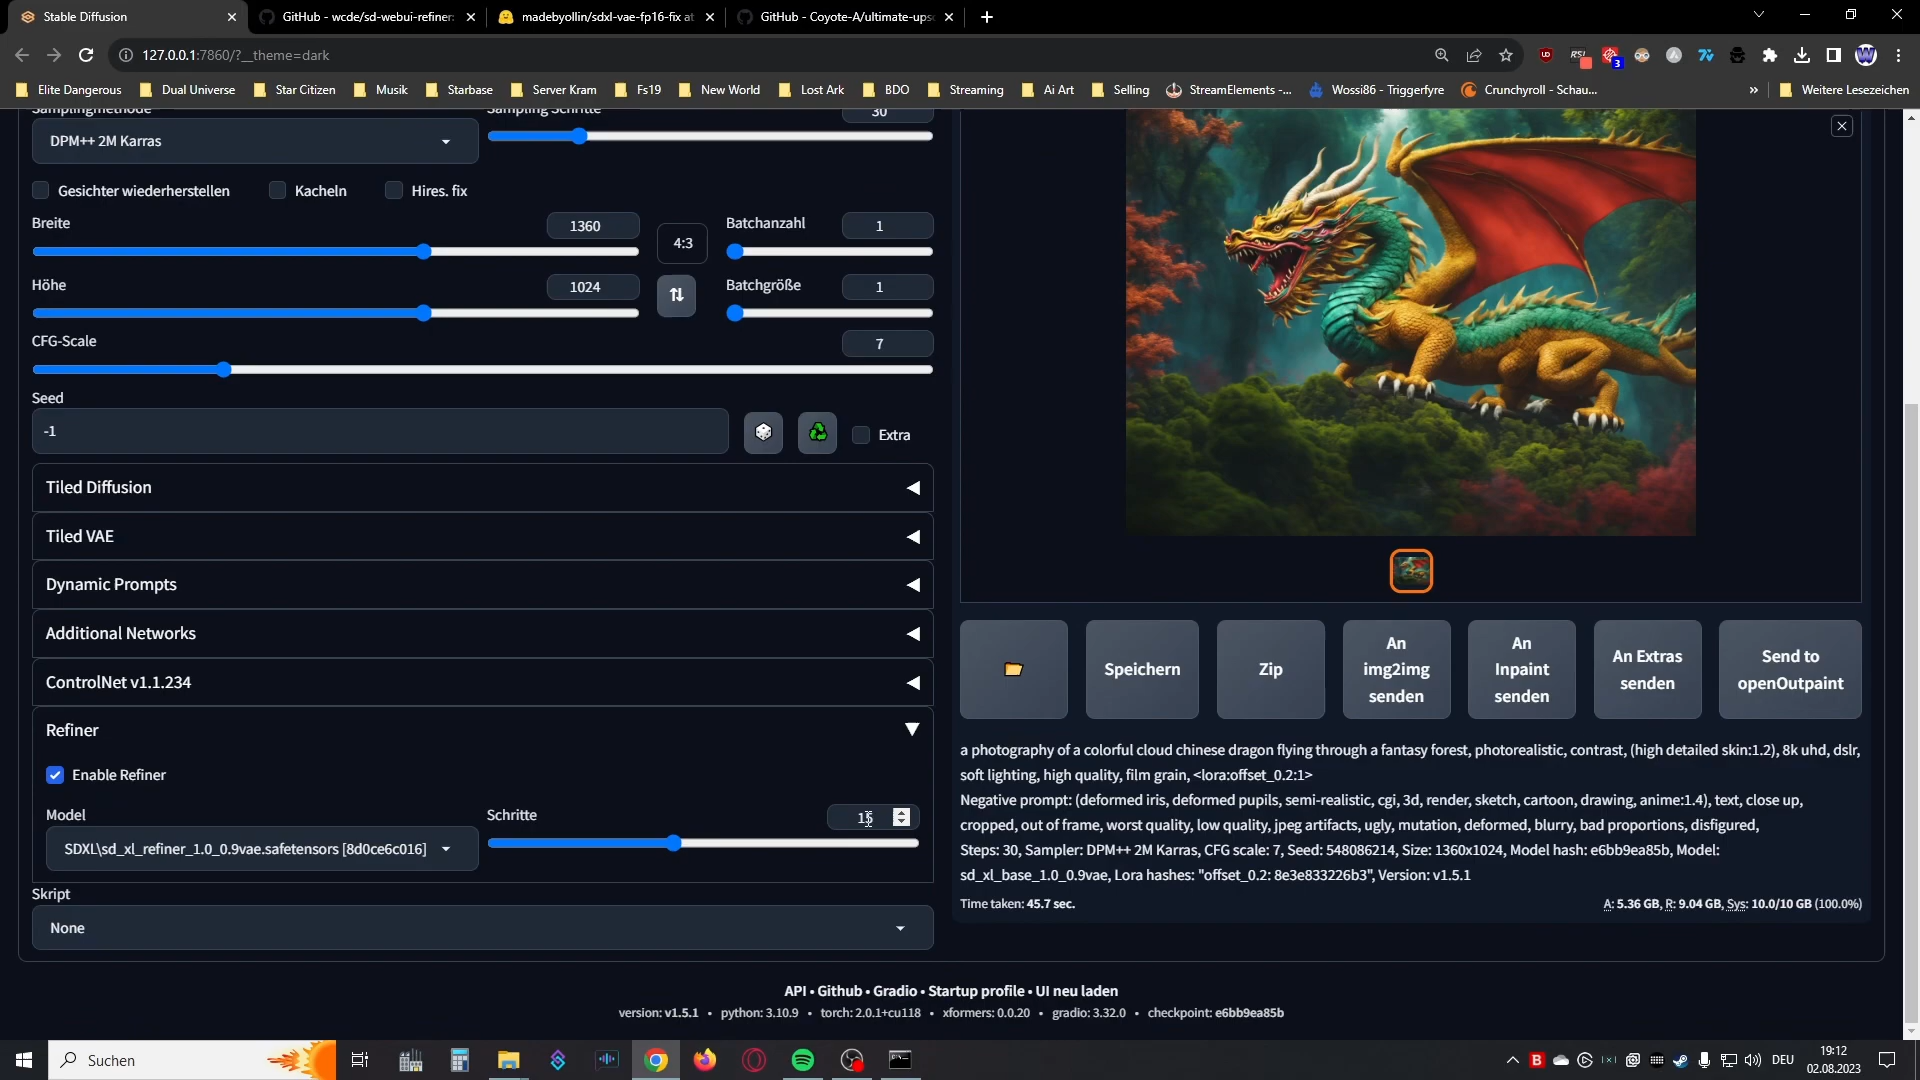 Stable Diffusion
GitHub - wcde/sd-webui-refiner:
madebyollin/sdxl-vae-fp16-fix at
GitHub - Coyote-A/ultimate-ups
127.0.0.1:7860/?__theme=dark
3
Elite Dangerous
Dual Universe
Star Citizen
Musik
Starbase
Server Kram
Fs19
New World
Lost Ark
BDO
Streaming
Ai Art
Selling
StreamElements -...
Wossi86 - Triggerfyre
Crunchyroll - Schau...
»
Weitere Lesezeichen
Samplingmethode
Sampling Schritte
30
DPM++ 2M Karras
Gesichter wiederherstellen
Kacheln
Hires. fix
Breite
1360
4:3
Batchanzahl
1
Höhe
1024
Batchgröße
1
CFG-Scale
7
Seed
-1
Extra
Tiled Diffusion
Tiled VAE
Dynamic Prompts
Additional Networks
ControlNet v1.1.234
Refiner
Enable Refiner
Model
Schritte
15
SDXL\sd_xl_refiner_1.0_0.9vae.safetensors [8d0ce6c016]
Skript
None
Speichern
Zip
An
img2img
senden
An
Inpaint
senden
An Extras
senden
Send to
openOutpaint
a photography of a colorful cloud chinese dragon flying through a fantasy forest, photorealistic, contrast, (high detailed skin:1.2), 8k uhd, dslr,
soft lighting, high quality, film grain, <lora:offset_0.2:1>
Negative prompt: (deformed iris, deformed pupils, semi-realistic, cgi, 3d, render, sketch, cartoon, drawing, anime:1.4), text, close up,
cropped, out of frame, worst quality, low quality, jpeg artifacts, ugly, mutation, deformed, blurry, bad proportions, disfigured,
Steps: 30, Sampler: DPM++ 2M Karras, CFG scale: 7, Seed: 548086214, Size: 1360x1024, Model hash: e6bb9ea85b, Model:
sd_xl_base_1.0_0.9vae, Lora hashes: "offset_0.2: 8e3e833226b3", Version: v1.5.1
Time taken: 45.7 sec.
A: 5.36 GB, R: 9.04 GB, Sys: 10.0/10 GB (100.0%)
API • Github • Gradio • Startup profile • UI neu laden
version: v1.5.1 • python: 3.10.9 • torch: 2.0.1+cu118 • xformers: 0.0.20 • gradio: 3.32.0 • checkpoint: e6bb9ea85b
Suchen
DEU
19:12
02.08.2023